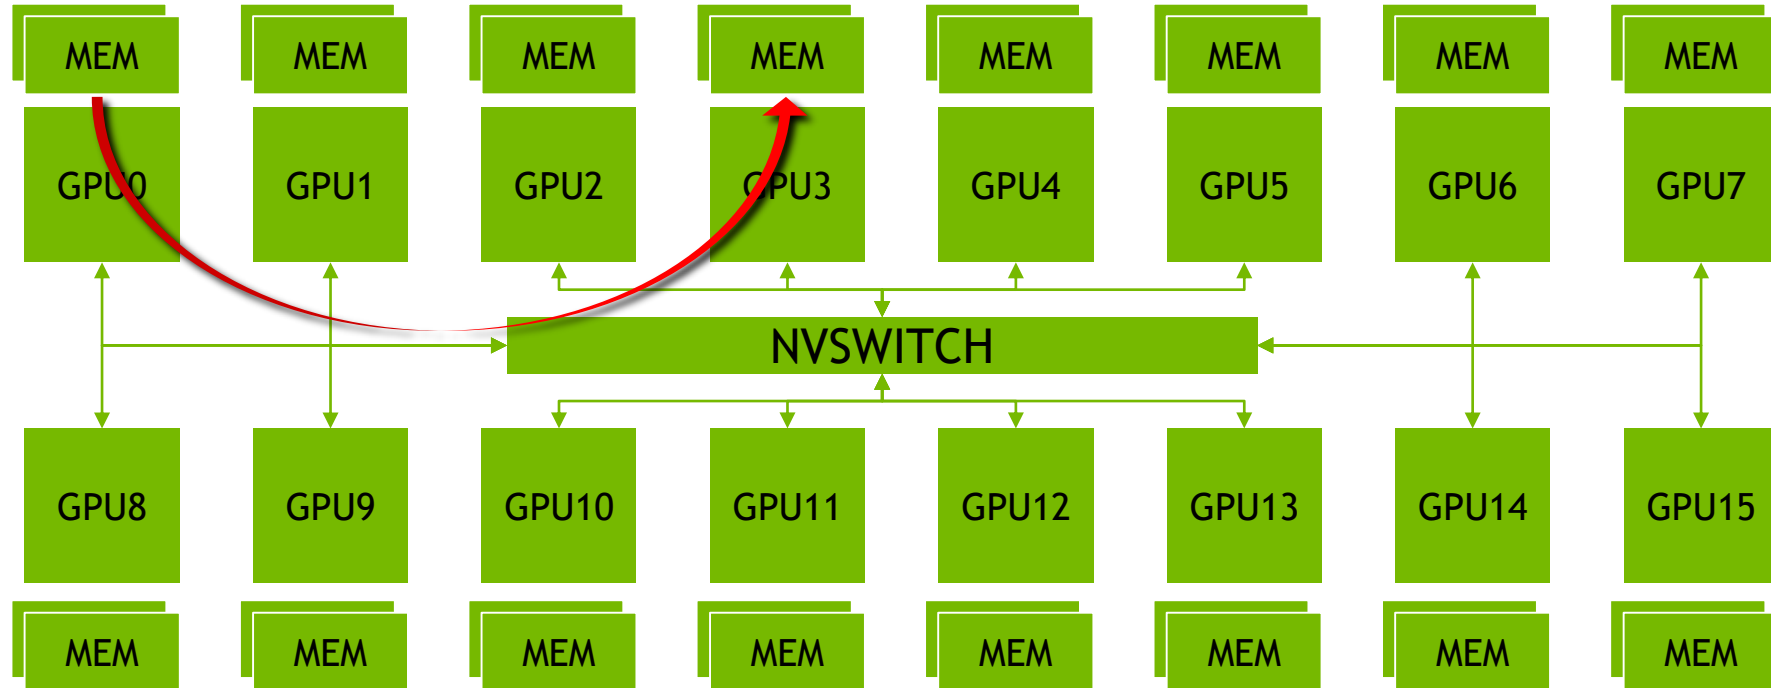 MEM MEM MEM MEM MEM MEM MEM MEM
GPU0 GPU1 GPU2 GPU3 GPU4 GPU5 GPU6 GPU7
NVSWITCH
GPU8 GPU9 GPU10 GPU11 GPU12 GPU13 GPU14 GPU15
MEM MEM MEM MEM MEM MEM MEM MEM